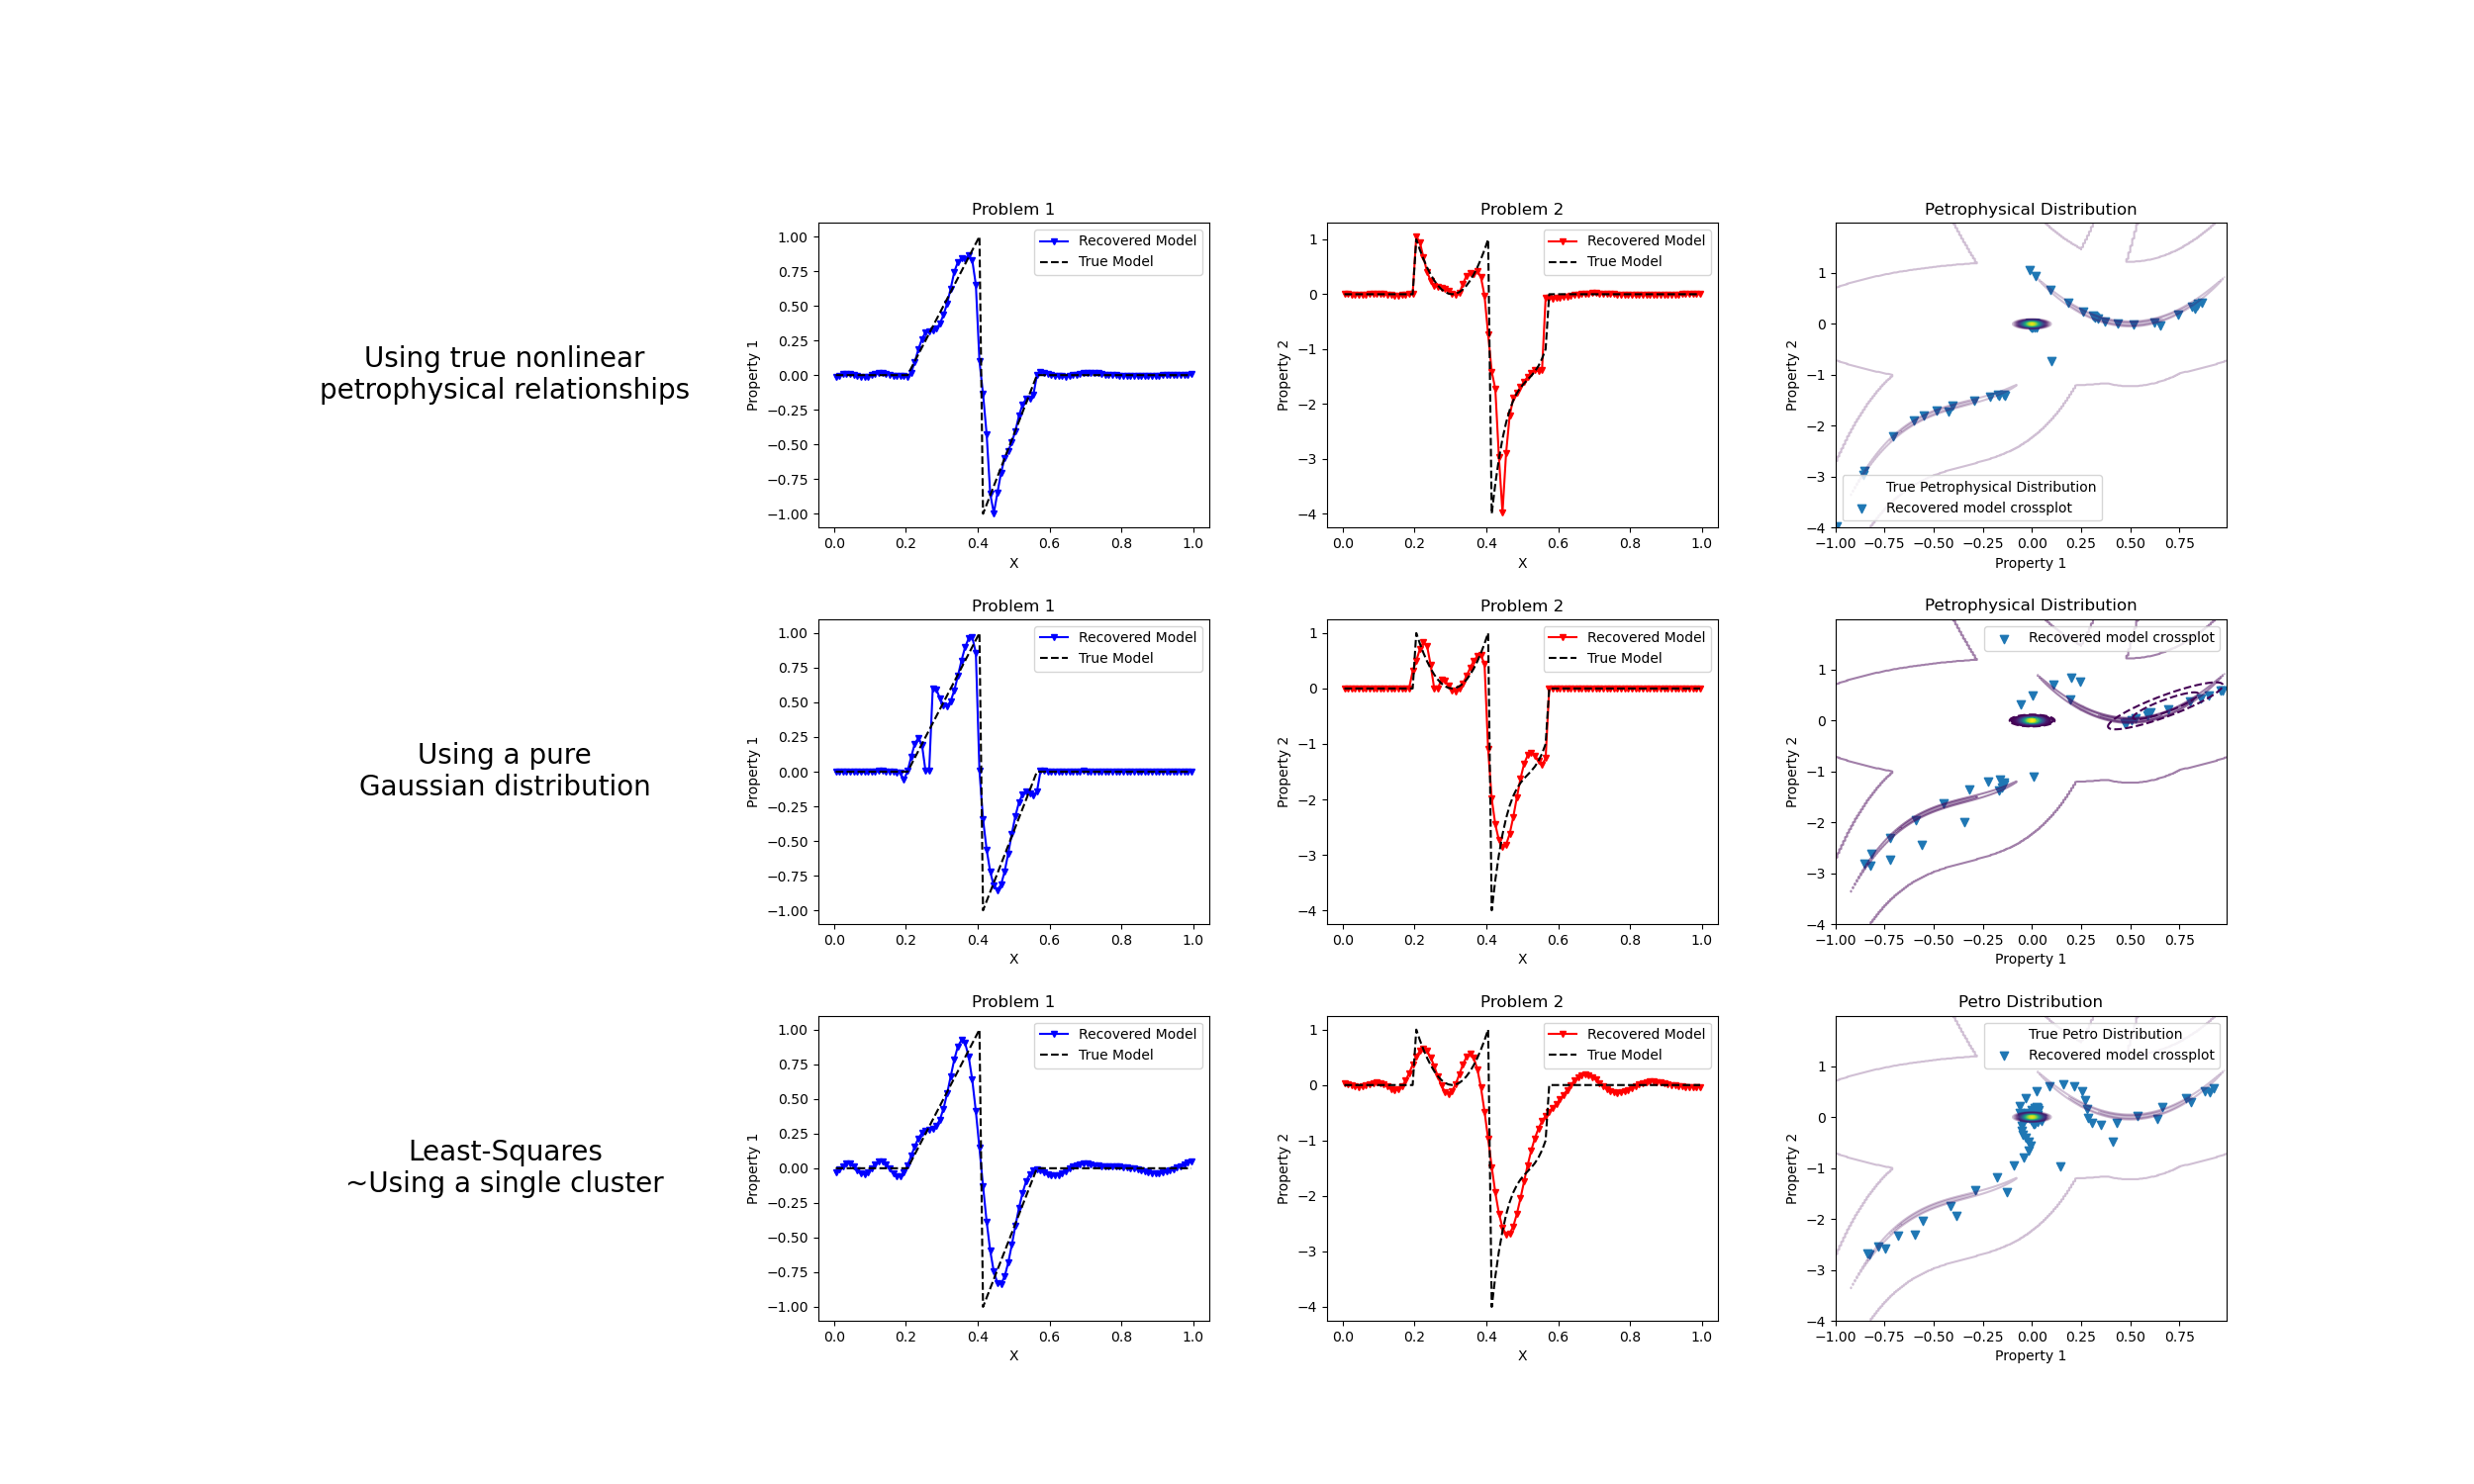 Using true nonlinear
petrophysical relationships
Problem 1
1.00
0.75
0.50
0.25
0.00
−0.25
−0.50
−0.75
−1.00
Property 1
Recovered Model
True Model
0.0 0.2 0.4 0.6 0.8 1.0
X
Problem 2
1
0
−1
−2
−3
−4
Property 2
Recovered Model
True Model
0.0 0.2 0.4 0.6 0.8 1.0
X
Petrophysical Distribution
1
0
−1
−2
−3
−4
Property 2
True Petrophysical Distribution
Recovered model crossplot
−1.00 −0.75 −0.50 −0.25 0.00 0.25 0.50 0.75
Property 1
Using a pure
Gaussian distribution
Problem 1
1.00
0.75
0.50
0.25
0.00
−0.25
−0.50
−0.75
−1.00
Property 1
Recovered Model
True Model
0.0 0.2 0.4 0.6 0.8 1.0
X
Problem 2
1
0
−1
−2
−3
−4
Property 2
Recovered Model
True Model
0.0 0.2 0.4 0.6 0.8 1.0
X
Petrophysical Distribution
1
0
−1
−2
−3
−4
Property 2
Recovered model crossplot
−1.00 −0.75 −0.50 −0.25 0.00 0.25 0.50 0.75
Property 1
Least-Squares
~Using a single cluster
Problem 1
1.00
0.75
0.50
0.25
0.00
−0.25
−0.50
−0.75
−1.00
Property 1
Recovered Model
True Model
0.0 0.2 0.4 0.6 0.8 1.0
X
Problem 2
1
0
−1
−2
−3
−4
Property 2
Recovered Model
True Model
0.0 0.2 0.4 0.6 0.8 1.0
X
Petro Distribution
1
0
−1
−2
−3
−4
Property 2
True Petro Distribution
Recovered model crossplot
−1.00 −0.75 −0.50 −0.25 0.00 0.25 0.50 0.75
Property 1